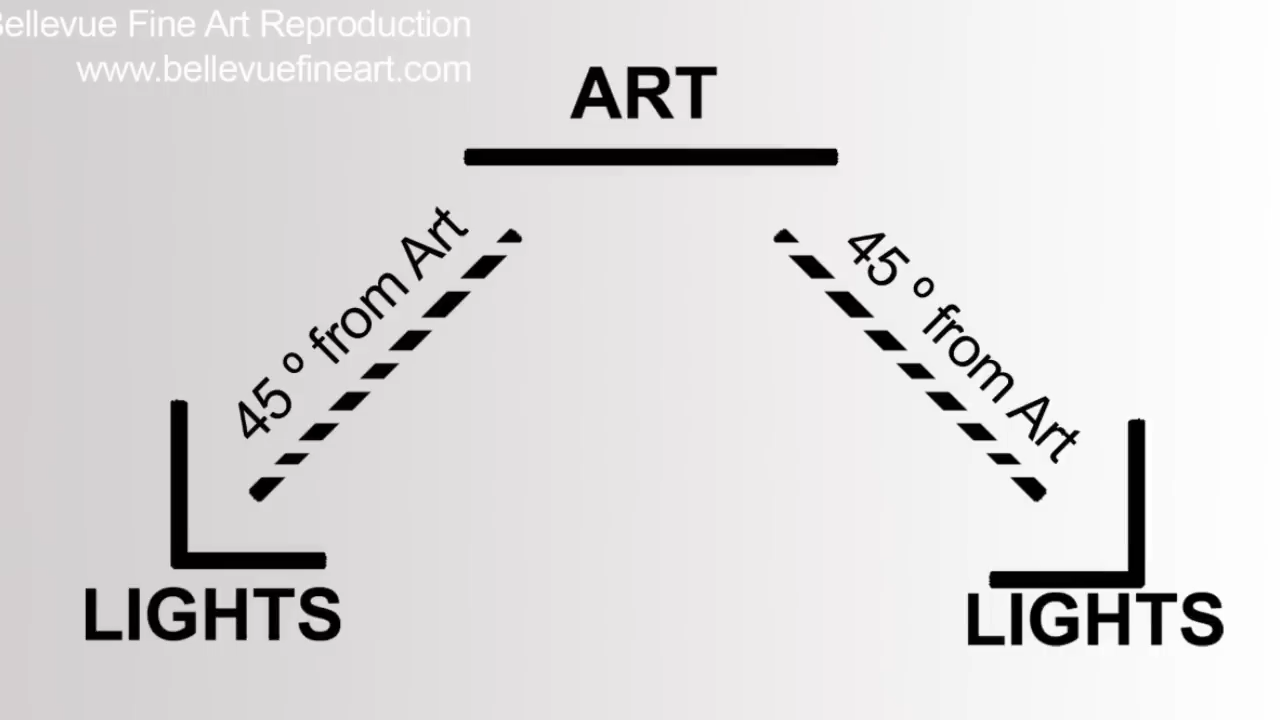 Bellevue Fine Art Reproduction
www.bellevuefineart.com
ART
45 º from Art
45 º from Art
LIGHTS
LIGHTS